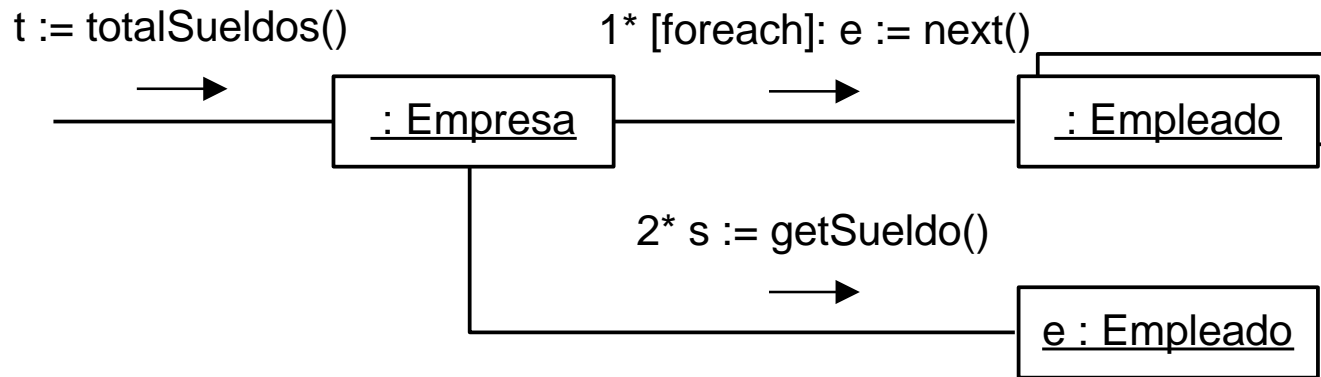 t := totalSueldos()
1* [foreach]: e := next()
: Empresa
: Empleado
2* s := getSueldo()
e : Empleado